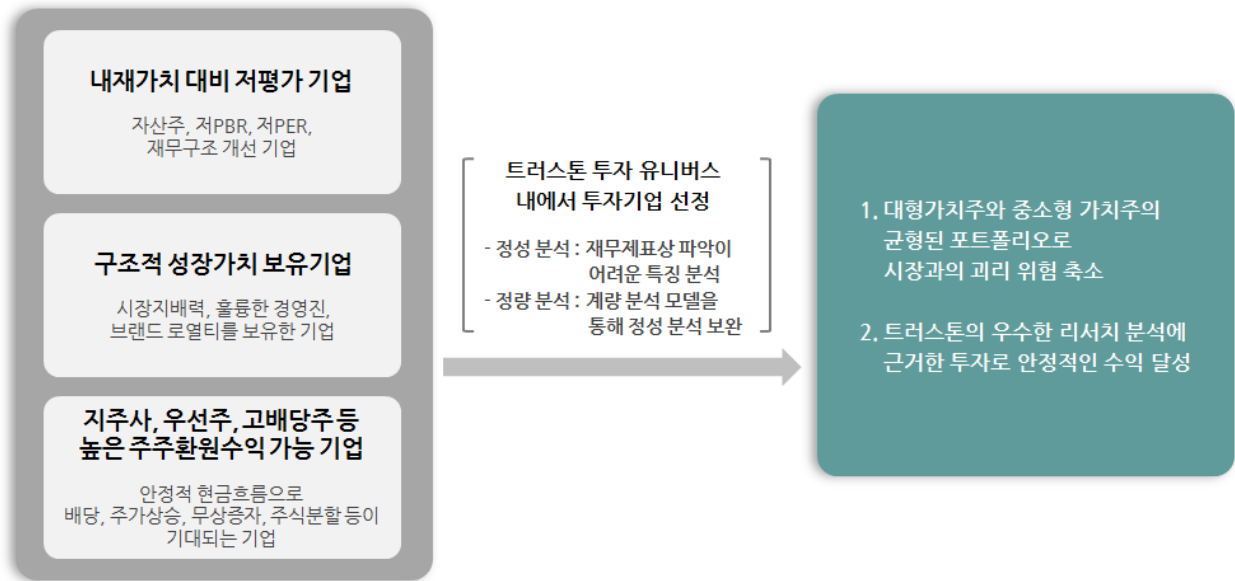 내재가치 대비 저평가 기업
자산주, 저PBR, 저PER,
재무구조 개선 기업
구조적 성장가치 보유기업
시장지배력, 훌륭한 경영진,
브랜드 로열티를 보유한 기업
지주사, 우선주, 고배당주 등
높은 주주환원수익 가능 기업
안정적 현금흐름으로
배당, 주가상승, 무상증자, 주식분할 등이
기대되는 기업
트러스톤 투자 유니버스
내에서 투자기업 선정
- 정성 분석 : 재무제표상 파악이
어려운 특징 분석
- 정량 분석 : 계량 분석 모델을
통해 정성 분석 보완
1. 대형가치주와 중소형 가치주의
균형된 포트폴리오로
시장과의 괴리 위험 축소
2. 트러스톤의 우수한 리서치 분석에
근거한 투자로 안정적인 수익 달성